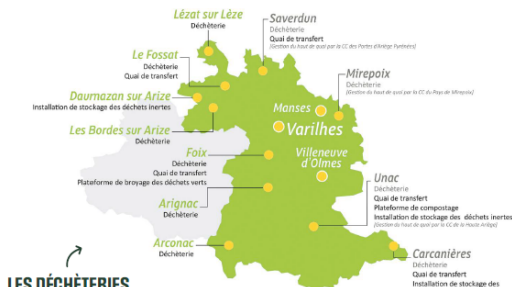 Lézat sur Lèze
Déchèterie
Saverdun
Déchèterie
Quai de transfert
(Gestion du haut de quai par la CC des Portes d'Ariège Pyrénées)
Le Fossat
Déchèterie
Quai de transfert
Mirepoix
Déchèterie
(Gestion du haut de quai par la CC du Pays de Mirepoix)
Daumazan sur Arize
Installation de stockage des déchets inertes
Manses
Varilhes
Les Bordes sur Arize
Déchèterie
Foix
Déchèterie
Quai de transfert
Plateforme de broyage des déchets verts
Villeneuve
d'Olmes
Unac
Déchèterie
Quai de transfert
Plateforme de compostage
Installation de stockage des déchets inertes
(Gestion du haut de quai par la CC de la Haute Ariège)
Arignac
Déchèterie
Arconac
Déchèterie
Carcanières
Déchèterie
Quai de transfert
Installation de stockage des
LES DÉCHÈTERIES